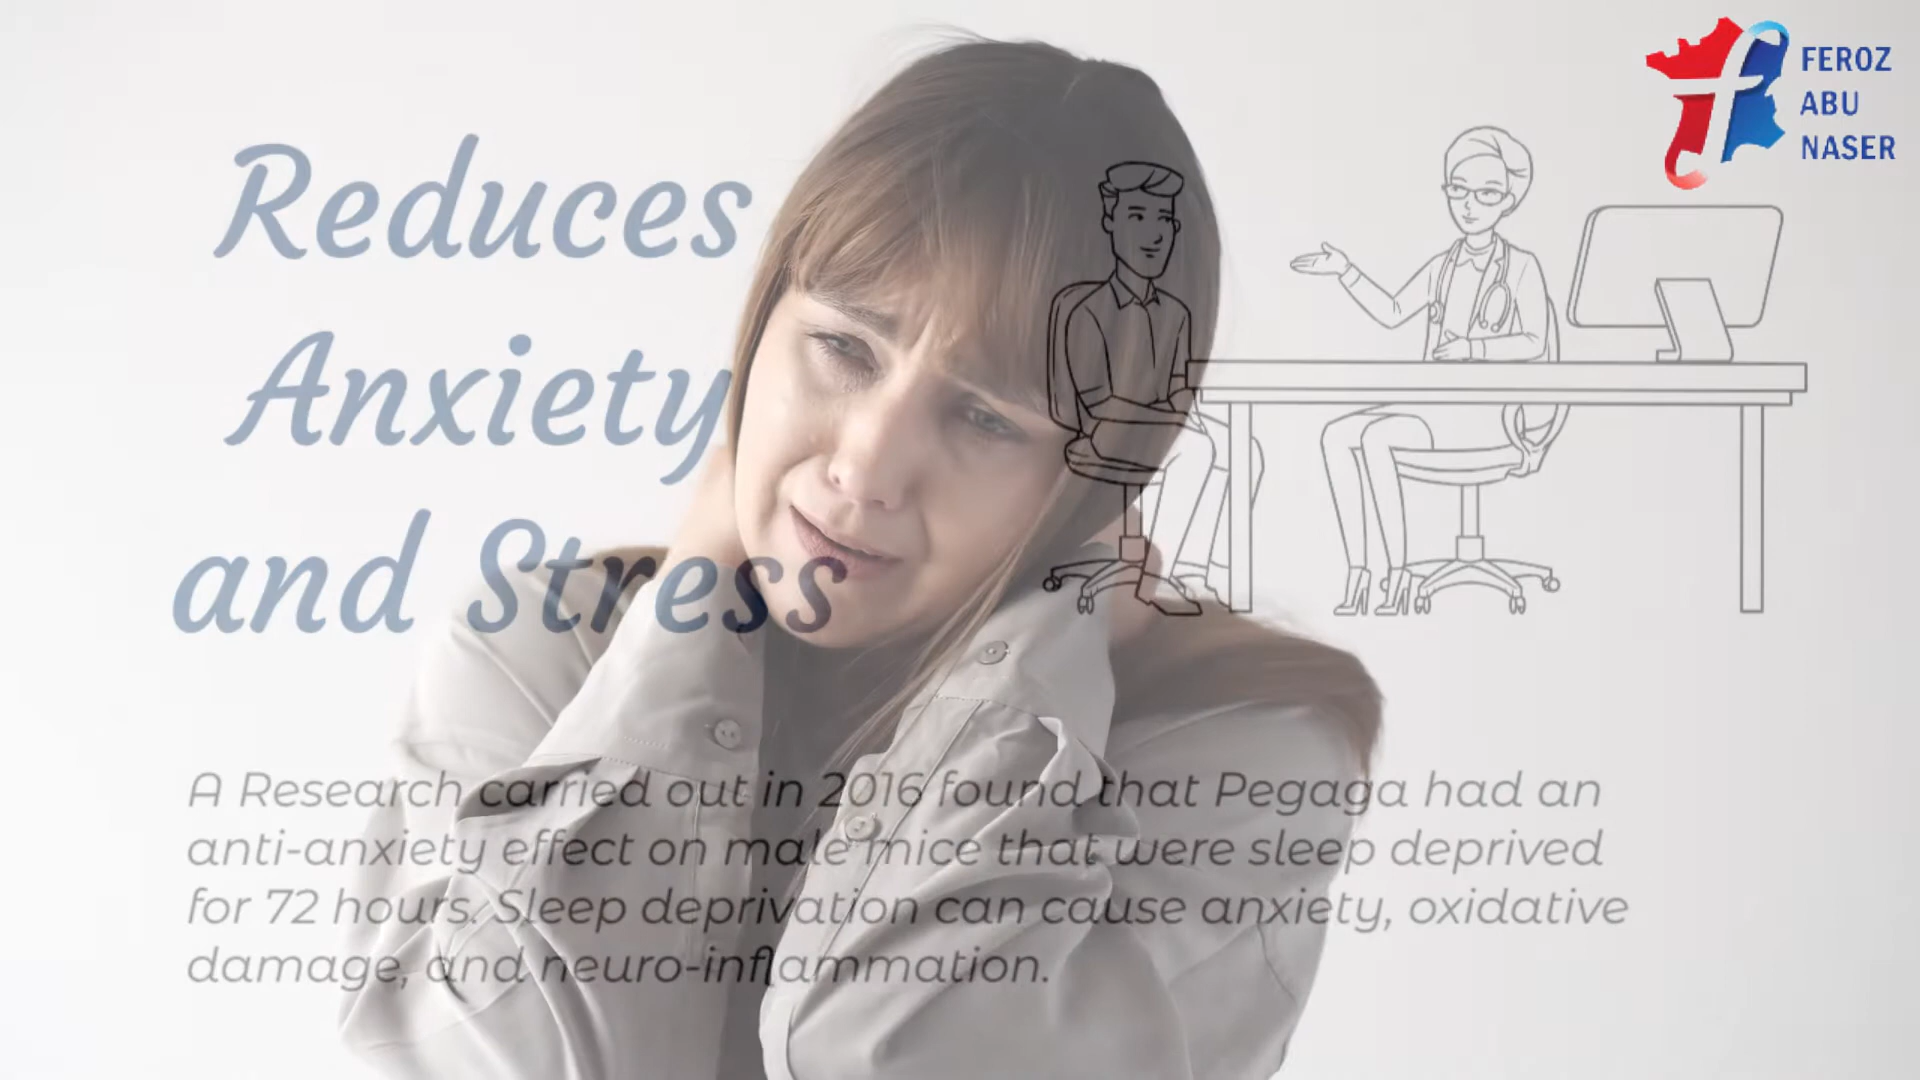 FEROZ
ABU
NASER
Reduces
Anxiety
and Stress
A Research carried out in 2016 found that Pegaga had an
anti-anxiety effect on male mice that were sleep deprived
for 72 hours. Sleep deprivation can cause anxiety, oxidative
damage, and neuro-inflammation.